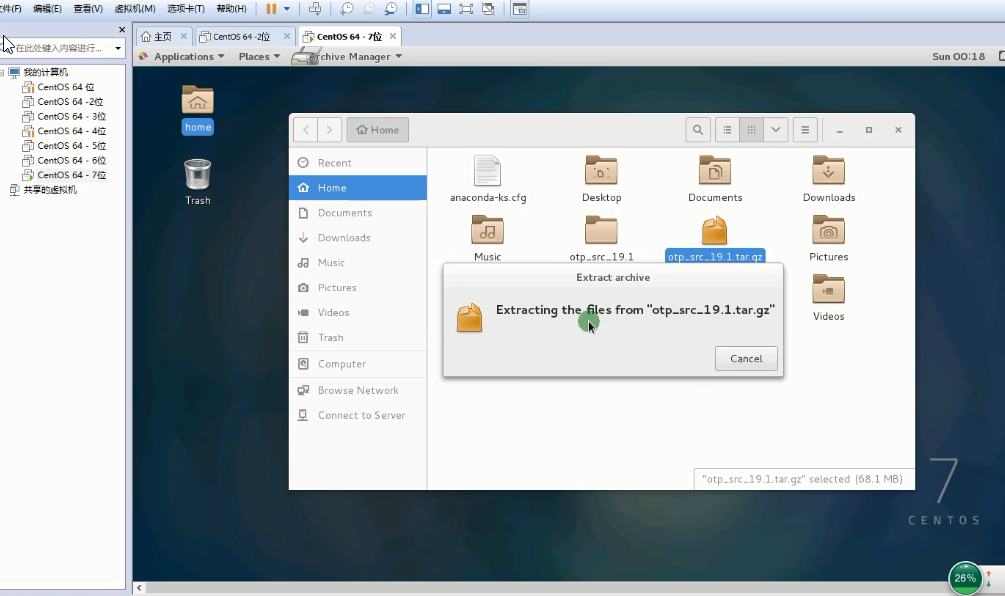 文件(F) 编辑(E) 查看(V) 虚拟机(M) 选项卡(T) 帮助(H)
在此处键入内容进行...
主页 CentOS 64 -2位 CentOS 64 - 7位
Applications Places Archive Manager Sun 00:18
我的计算机
CentOS 64 位
CentOS 64 -2位
CentOS 64 - 3位
CentOS 64 - 4位
CentOS 64 - 5位
CentOS 64 - 6位
CentOS 64 - 7位
共享的虚拟机
home
Trash
Home
Recent
Home
Documents
Downloads
Music
Pictures
Videos
Trash
Computer
Browse Network
Connect to Server
anaconda-ks.cfg Desktop Documents Downloads
Music otp_src_19.1 otp_src_19.1.tar.gz Pictures
Videos
Extract archive
Extracting the files from "otp_src_19.1.tar.gz"
Cancel
"otp_src_19.1.tar.gz" selected (68.1 MB)
7
CENTOS
26%